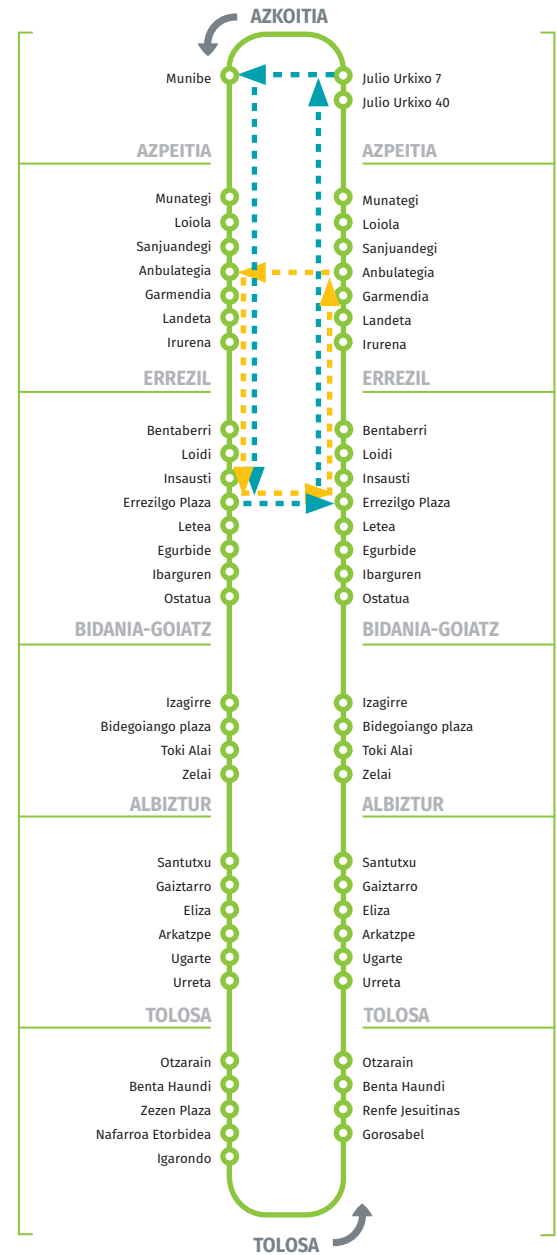 AZKOITIA
Munibe
AZPEITIA
Munategi
Loiola
Sanjuandegi
Anbulategia
Garmendia
Landeta
Irurena
ERREZIL
Bentaberri
Loidi
Insausti
Errezilgo Plaza
Letea
Egurbide
Ibarguren
Ostatua
BIDANIA-GOIATZ
Izagirre
Bidegoiango plaza
Toki Alai
Zelai
ALBIZTUR
Santutxu
Gaiztarro
Eliza
Arkatzpe
Ugarte
Urreta
TOLOSA
Otzarain
Benta Haundi
Zezen Plaza
Nafarroa Etorbidea
Igarondo
Julio Urkixo 7
Julio Urkixo 40
AZPEITIA
Munategi
Loiola
Sanjuandegi
Anbulategia
Garmendia
Landeta
Irurena
ERREZIL
Bentaberri
Loidi
Insausti
Errezilgo Plaza
Letea
Egurbide
Ibarguren
Ostatua
BIDANIA-GOIATZ
Izagirre
Bidegoiango plaza
Toki Alai
Zelai
ALBIZTUR
Santutxu
Gaiztarro
Eliza
Arkatzpe
Ugarte
Urreta
TOLOSA
Otzarain
Benta Haundi
Renfe Jesuitinas
Gorosabel
TOLOSA